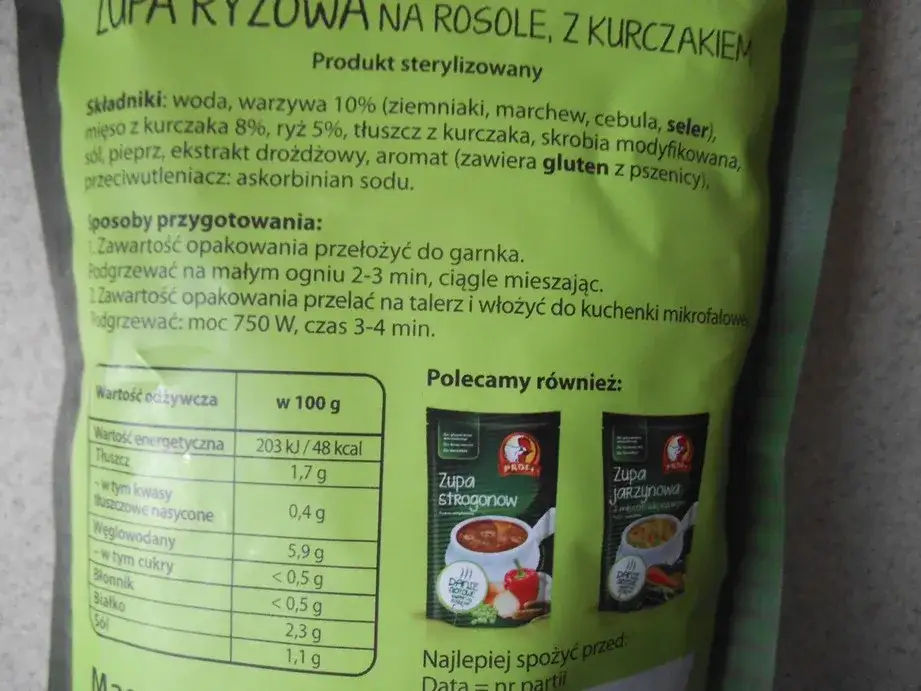 ZUPA RYŻOWA NA ROSOLE, Z KURCZAKIEM
Produkt sterylizowany
Składniki: woda, warzywa 10% (ziemniaki, marchew, cebula, seler),
mięso z kurczaka 8%, ryż 5%, tłuszcz z kurczaka, skrobia modyfikowana,
sól, pieprz, ekstrakt drożdżowy, aromat (zawiera gluten z pszenicy),
przeciwutleniacz: askorbinian sodu.
Sposoby przygotowania:
1. Zawartość opakowania przełożyć do garnka.
Podgrzewać na małym ogniu 2-3 min, ciągle mieszając.
2. Zawartość opakowania przelać na talerz i włożyć do kuchenki mikrofalowej
Podgrzewać: moc 750 W, czas 3-4 min.
Wartość odżywcza w 100 g
Wartość energetyczna 203 kJ / 48 kcal
Tłuszcz 1,7 g
- w tym kwasy
tłuszczowe nasycone 0,4 g
Węglowodany 5,9 g
- w tym cukry < 0,5 g
Błonnik < 0,5 g
Białko 2,3 g
Sól 1,1 g
Polecamy również:
PROFI
Zupa
strogonow
DANIE
GOTOWE
PROFI
Zupa
jarzynowa
DANIE
GOTOWE
Najlepiej spożyć przed:
Data = nr partii